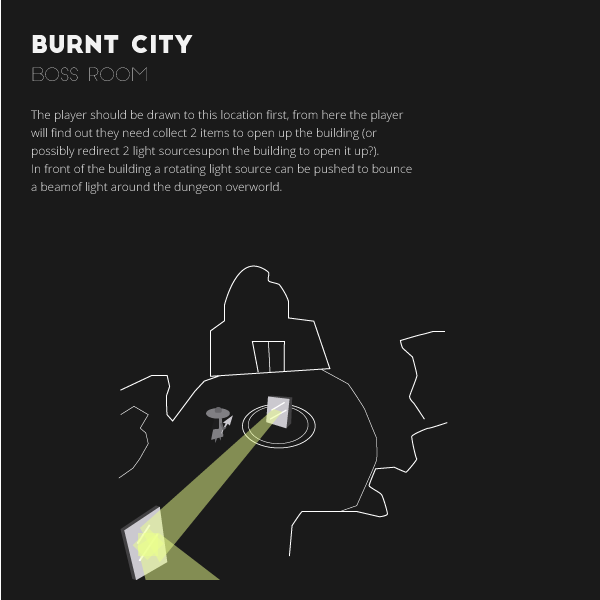 BURNT CITY
BOSS ROOM
The player should be drawn to this location first, from here the player
will find out they need collect 2 items to open up the building (or
possibly redirect 2 light sourcesupon the building to open it up?).
In front of the building a rotating light source can be pushed to bounce
a beamof light around the dungeon overworld.